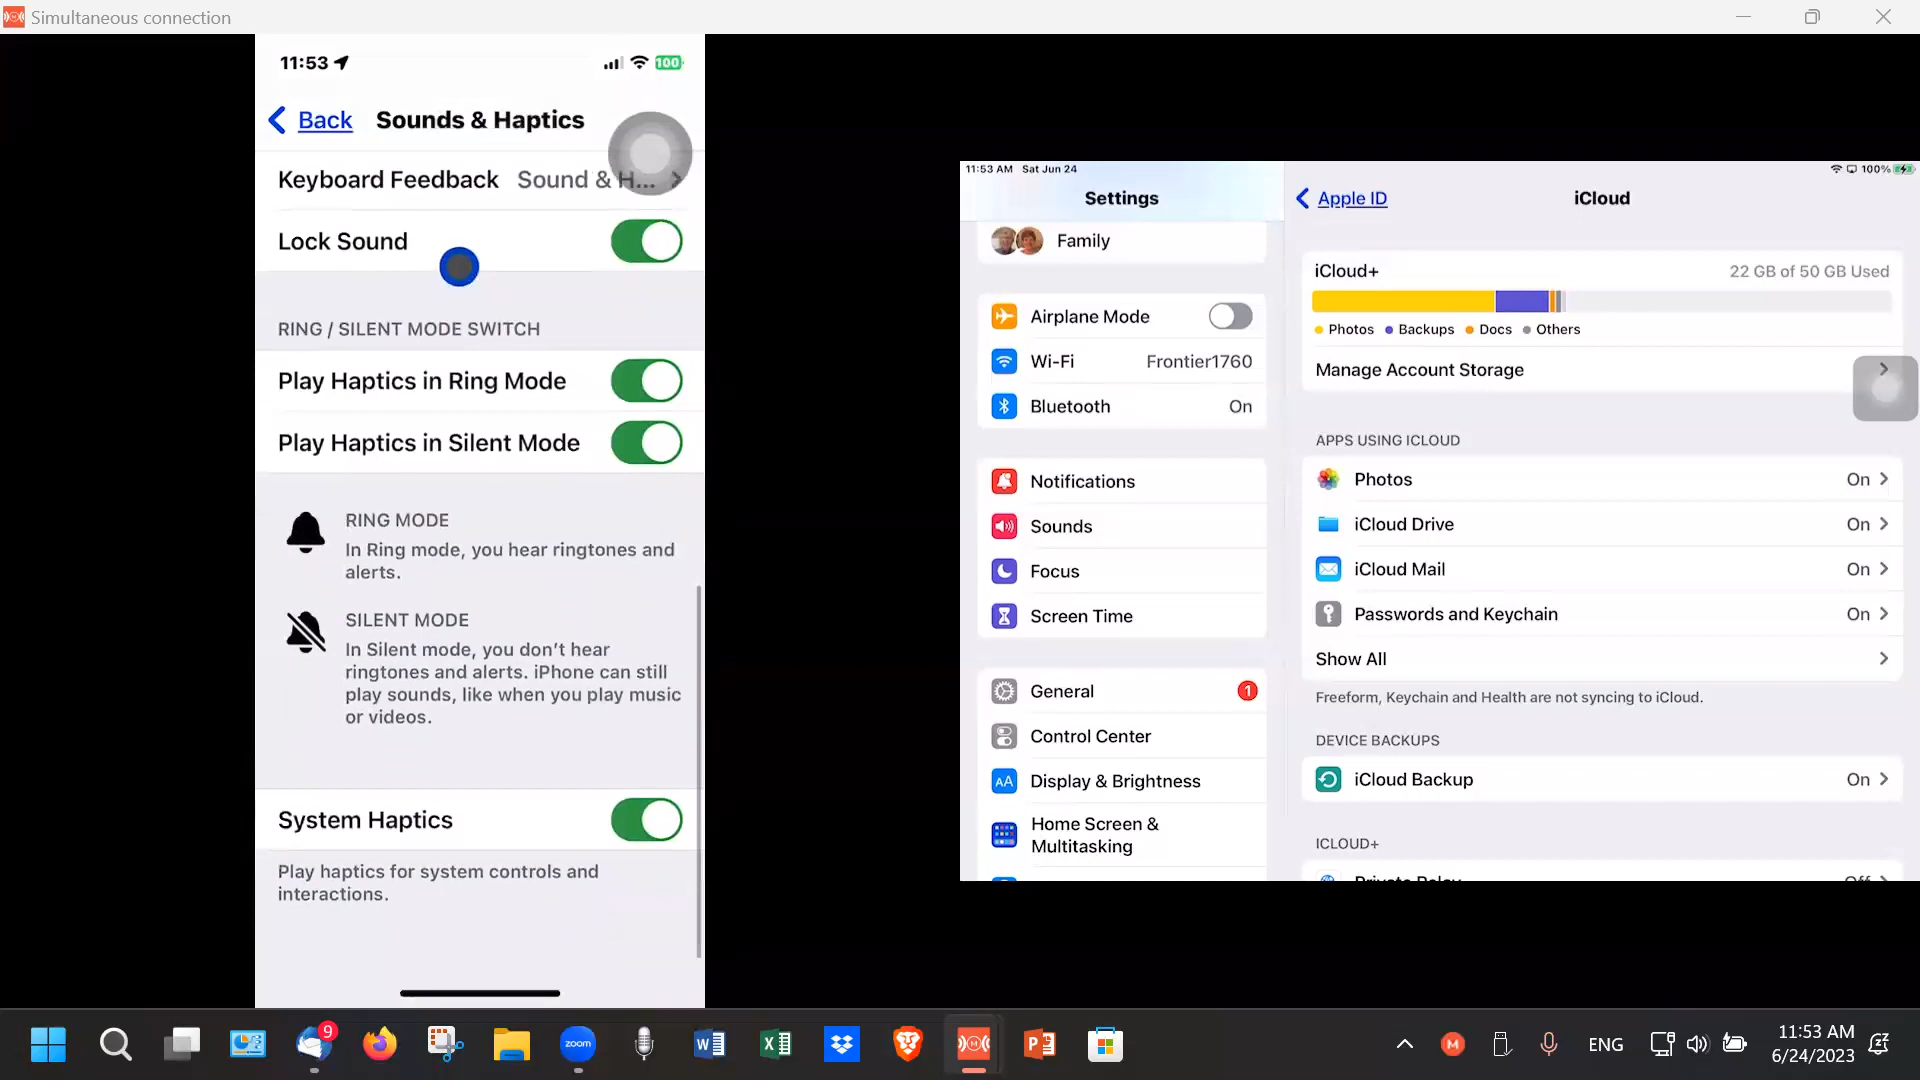 Simultaneous connection
11:53
100
Back
Sounds & Haptics
Keyboard Feedback Sound & H...
Lock Sound
RING / SILENT MODE SWITCH
Play Haptics in Ring Mode
Play Haptics in Silent Mode
RING MODE
In Ring mode, you hear ringtones and
alerts.
SILENT MODE
In Silent mode, you don't hear
ringtones and alerts. iPhone can still
play sounds, like when you play music
or videos.
System Haptics
Play haptics for system controls and
interactions.
11:53 AM Sat Jun 24
Settings
Family
Airplane Mode
Wi-Fi Frontier1760
Bluetooth On
Notifications
Sounds
Focus
Screen Time
General 1
Control Center
AA Display & Brightness
Home Screen &
Multitasking
100%
Apple ID
iCloud
iCloud+ 22 GB of 50 GB Used
Photos Backups Docs Others
Manage Account Storage
APPS USING ICLOUD
Photos On
iCloud Drive On
iCloud Mail On
Passwords and Keychain On
Show All
Freeform, Keychain and Health are not syncing to iCloud.
DEVICE BACKUPS
iCloud Backup On
ICLOUD+
Private Relay Off
9
zoom
W
X
M
P
M
ENG
11:53 AM
6/24/2023